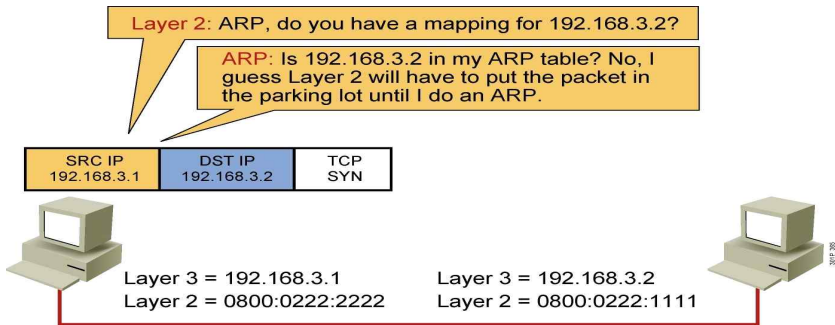 Layer 2: ARP, do you have a mapping for 192.168.3.2?
ARP: Is 192.168.3.2 in my ARP table? No, I
guess Layer 2 will have to put the packet in
the parking lot until I do an ARP.
SRC IP
192.168.3.1
DST IP
192.168.3.2
TCP
SYN
Layer 3 = 192.168.3.1
Layer 2 = 0800:0222:2222
Layer 3 = 192.168.3.2
Layer 2 = 0800:0222:1111
301P 365